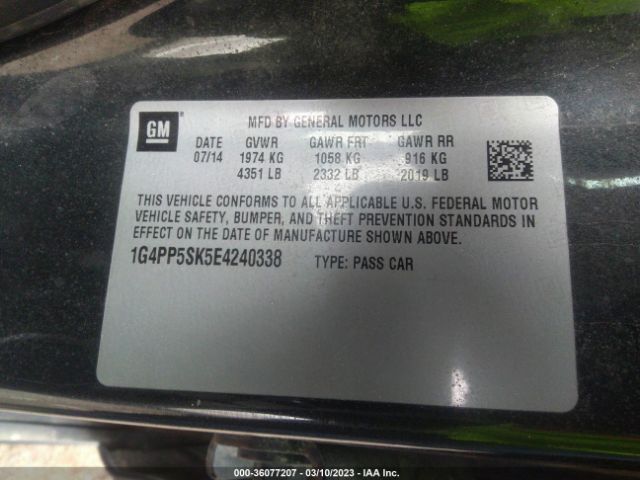 GM
MFD BY GENERAL MOTORS LLC
DATE GVWR GAWR FRT GAWR RR
07/14 1974 KG 1058 KG 916 KG
4351 LB 2332 LB 2019 LB
THIS VEHICLE CONFORMS TO ALL APPLICABLE U.S. FEDERAL MOTOR
VEHICLE SAFETY, BUMPER, AND THEFT PREVENTION STANDARDS IN
EFFECT ON THE DATE OF MANUFACTURE SHOWN ABOVE.
1G4PP5SK5E4240338 TYPE: PASS CAR
000-36077207 - 03/10/2023 - IAA Inc.